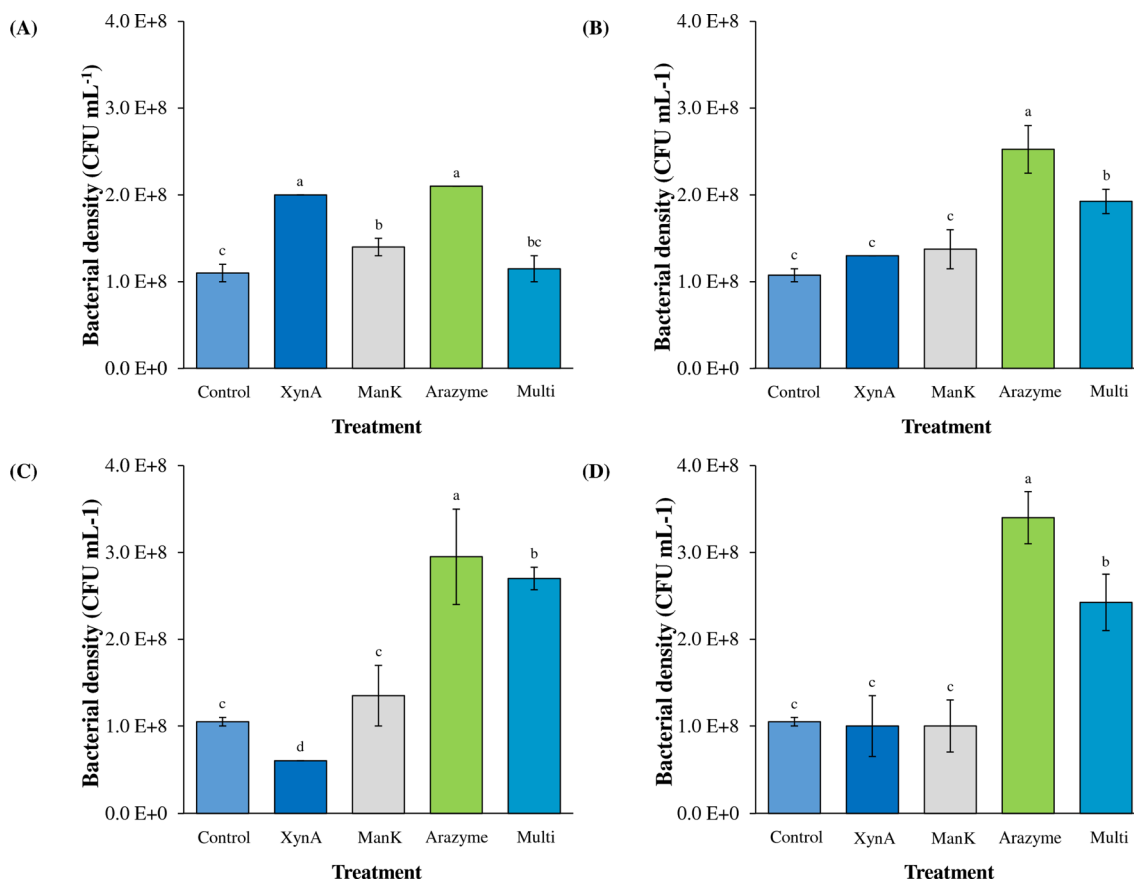 (A)
Bacterial density (CFU mL⁻¹)
4.0 E+8
3.0 E+8
2.0 E+8
1.0 E+8
0.0 E+0
c
a
b
a
bc
Control XynA ManK Arazyme Multi
Treatment
(B)
Bacterial density (CFU mL-1)
4.0 E+8
3.0 E+8
2.0 E+8
1.0 E+8
0.0 E+0
c
c
c
a
b
Control XynA ManK Arazyme Multi
Treatment
(C)
Bacterial density (CFU mL-1)
4.0 E+8
3.0 E+8
2.0 E+8
1.0 E+8
0.0 E+0
c
d
c
a
b
Control XynA ManK Arazyme Multi
Treatment
(D)
Bacterial density (CFU mL-1)
4.0 E+8
3.0 E+8
2.0 E+8
1.0 E+8
0.0 E+0
c
c
c
a
b
Control XynA ManK Arazyme Multi
Treatment